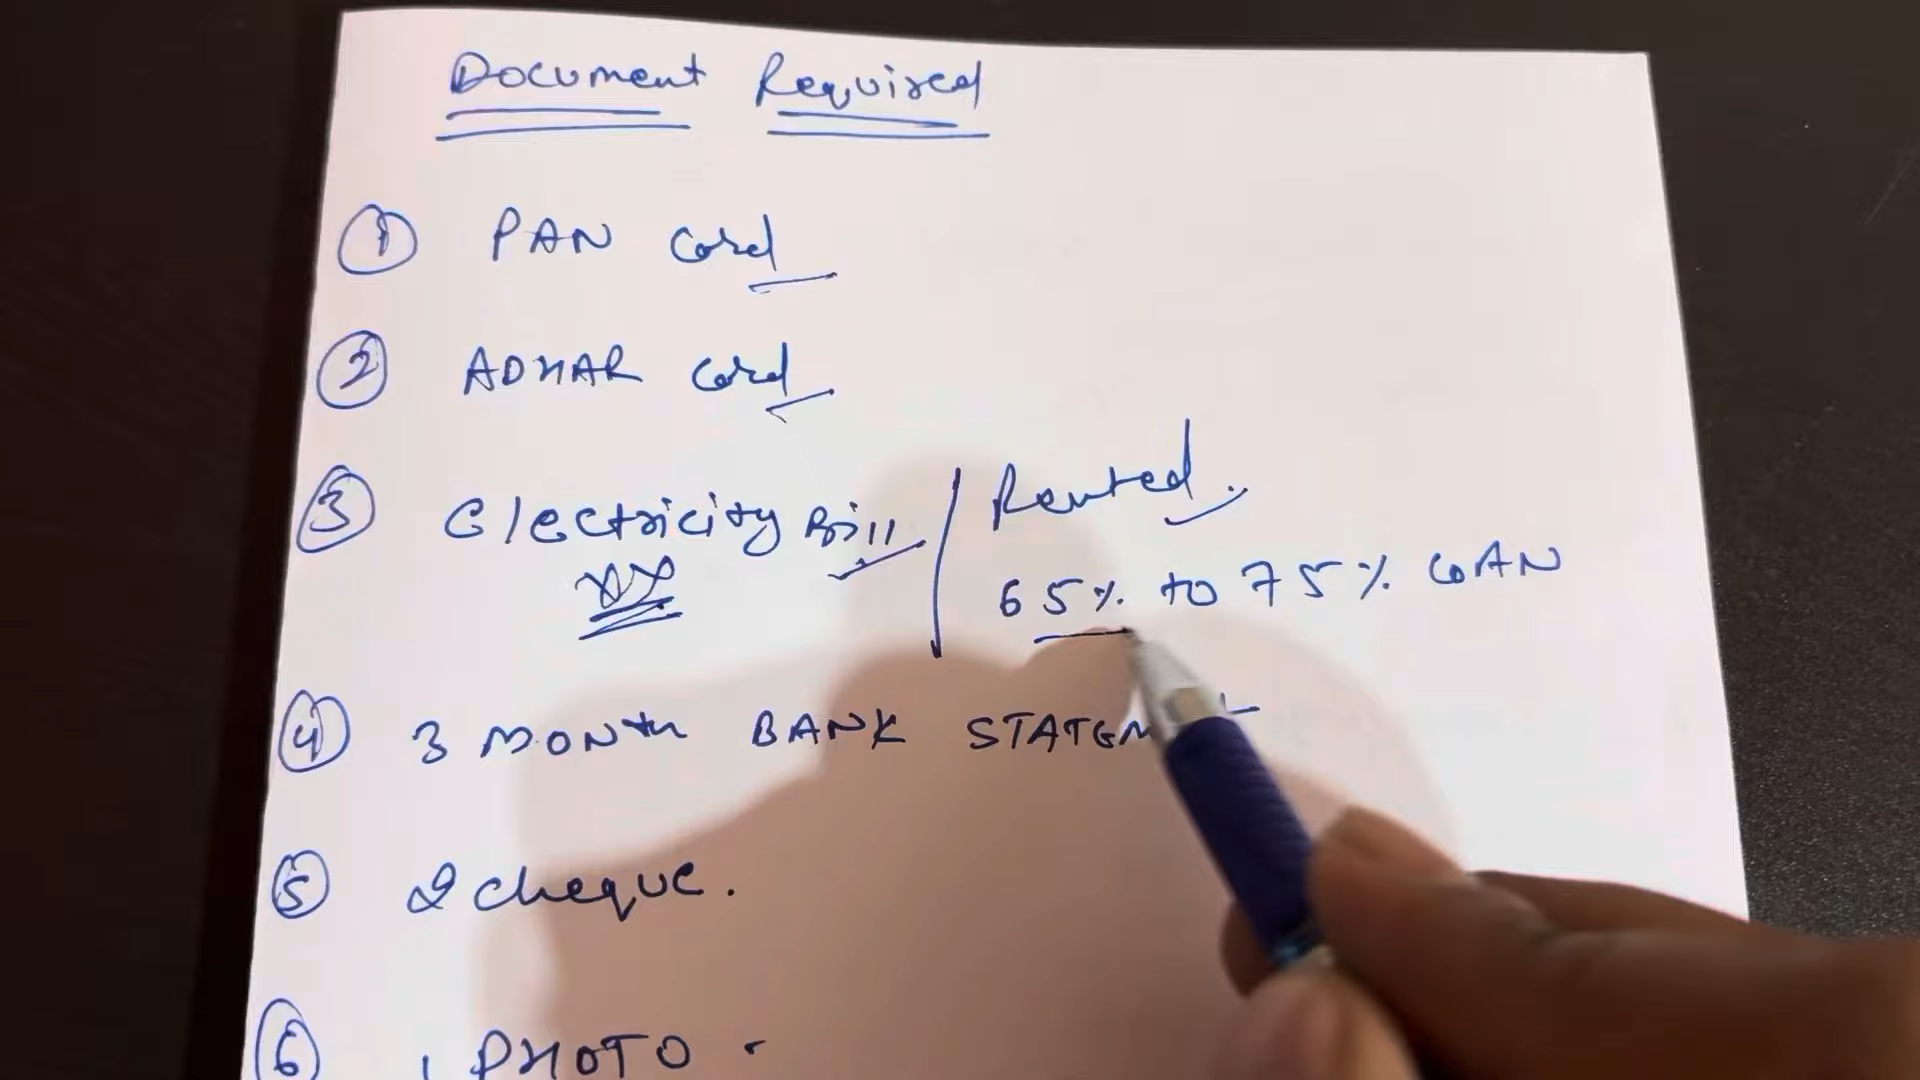 Document Required
① PAN Card
② ADHAR Card
③ Electricity Bill / Rented.
65% to 75% LOAN
④ 3 MONTH BANK
⑤ 2 cheque.
⑥ 1 PHOTO